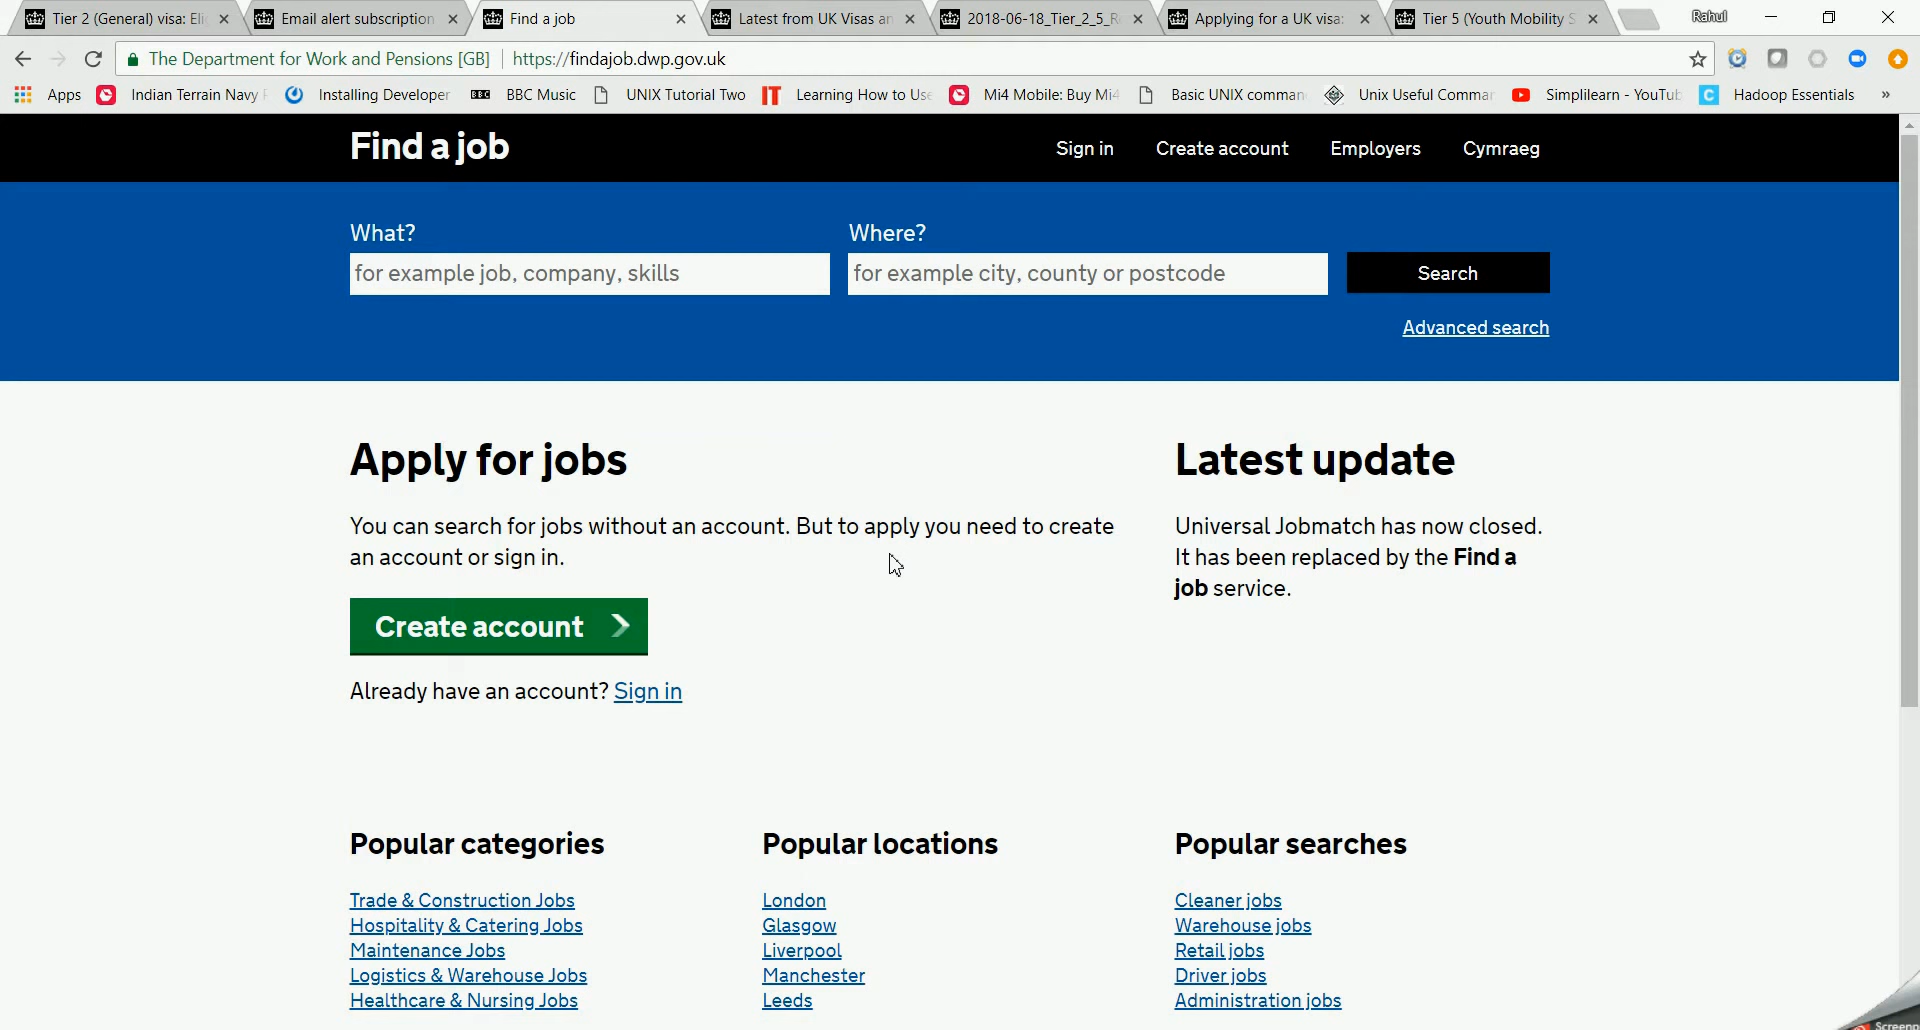 Tier 2 (General) visa: Eli
Email alert subscription
Find a job
Latest from UK Visas an
2018-06-18_Tier_2_5_R
Applying for a UK visa:
Tier 5 (Youth Mobility S
Rahul
The Department for Work and Pensions [GB]
https://findajob.dwp.gov.uk
Apps
Indian Terrain Navy
Installing Developer
BBC
BBC Music
UNIX Tutorial Two
IT
Learning How to Use
Mi4 Mobile: Buy Mi4
Basic UNIX comman
Unix Useful Comman
Simplilearn - YouTub
C
Hadoop Essentials
»
Find a job
Sign in
Create account
Employers
Cymraeg
What?
Where?
for example job, company, skills
for example city, county or postcode
Search
Advanced search
Apply for jobs
Latest update
You can search for jobs without an account. But to apply you need to create
an account or sign in.
Universal Jobmatch has now closed.
It has been replaced by the Find a
job service.
Create account
Already have an account? Sign in
Popular categories
Popular locations
Popular searches
Trade & Construction Jobs
London
Cleaner jobs
Hospitality & Catering Jobs
Glasgow
Warehouse jobs
Maintenance Jobs
Liverpool
Retail jobs
Logistics & Warehouse Jobs
Manchester
Driver jobs
Healthcare & Nursing Jobs
Leeds
Administration jobs